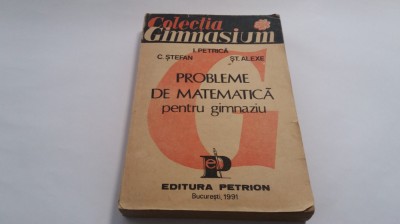 Colecția
Gimnasium
I. PETRICĂ
C. ȘTEFAN ȘT. ALEXE
PROBLEME
DE MATEMATICĂ
pentru gimnaziu
EDITURA PETRION
București, 1991